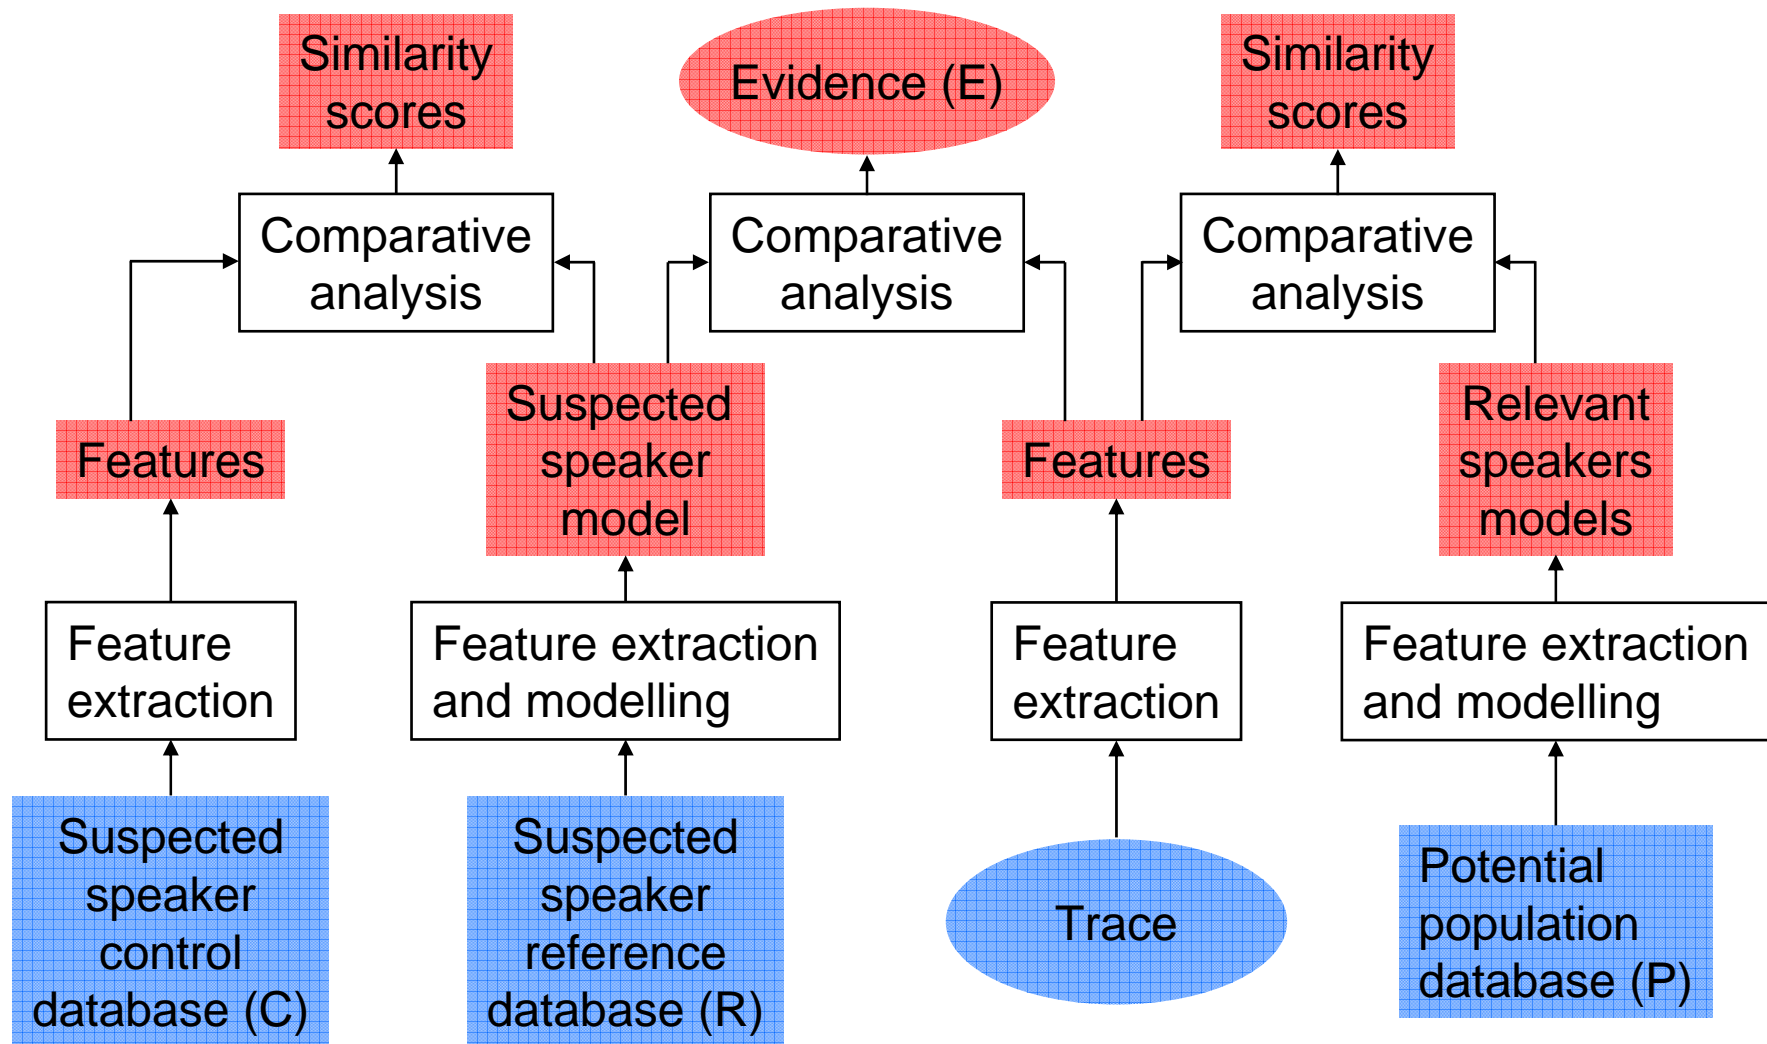 Similarity
scores
Evidence (E)
Similarity
scores
Comparative
analysis
Comparative
analysis
Comparative
analysis
Features
Suspected
speaker
model
Features
Relevant
speakers
models
Feature
extraction
Feature extraction
and modelling
Feature
extraction
Feature extraction
and modelling
Suspected
speaker
control
database (C)
Suspected
speaker
reference
database (R)
Trace
Potential
population
database (P)